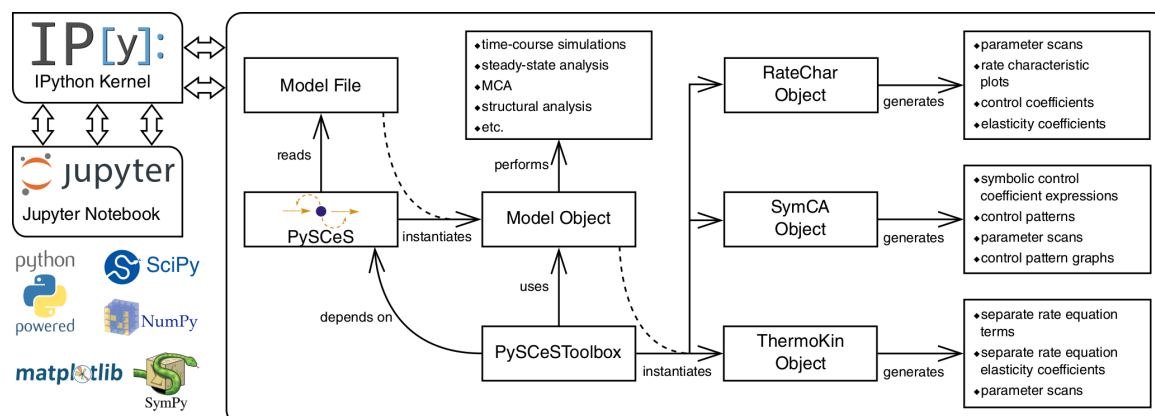 IP[y]:
IPython Kernel
jupyter
Jupyter Notebook
python
powered
SciPy
NumPy
matplotlib
SymPy
Model File
reads
PySCeS
instantiates
depends on
•time-course simulations
•steady-state analysis
•MCA
•structural analysis
•etc.
performs
Model Object
uses
PySCeSToolbox
instantiates
RateChar
Object
generates
•parameter scans
•rate characteristic
plots
•control coefficients
•elasticity coefficients
SymCA
Object
generates
•symbolic control
coefficient expressions
•control patterns
•parameter scans
•control pattern graphs
ThermoKin
Object
generates
•separate rate equation
terms
•separate rate equation
elasticity coefficients
•parameter scans